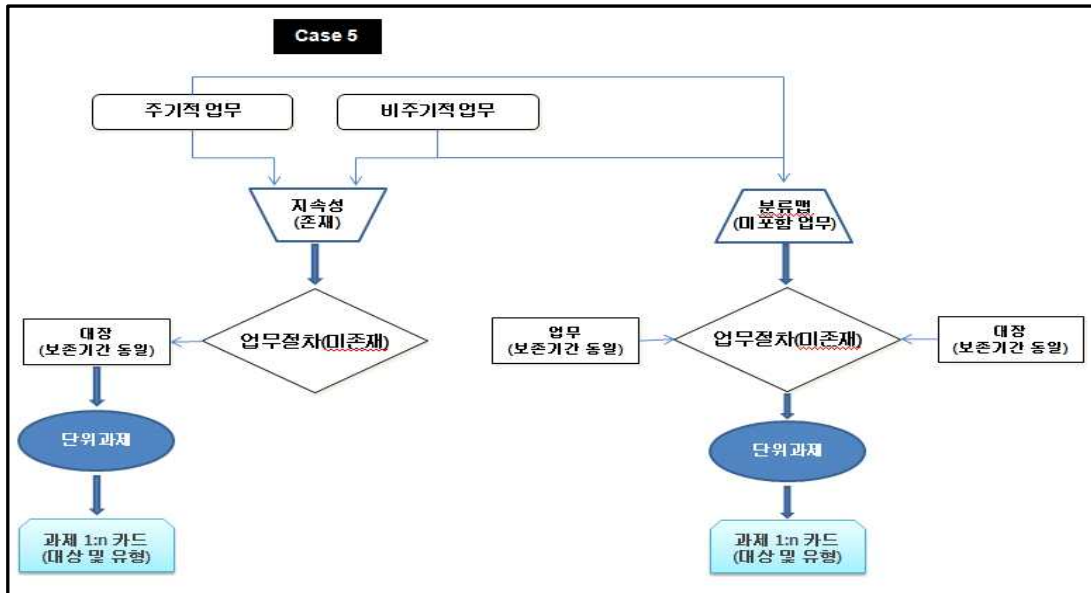 Case 5
주기적 업무
비주기적 업무
지속성
(존재)
분류맵
(미포함 업무)
대장
(보존기간 동일)
업무절차(미존재)
업무
(보존기간 동일)
업무절차(미존재)
대장
(보존기간 동일)
단위과제
단위과제
과제 1:n 카드
(대상 및 유형)
과제 1:n 카드
(대상 및 유형)